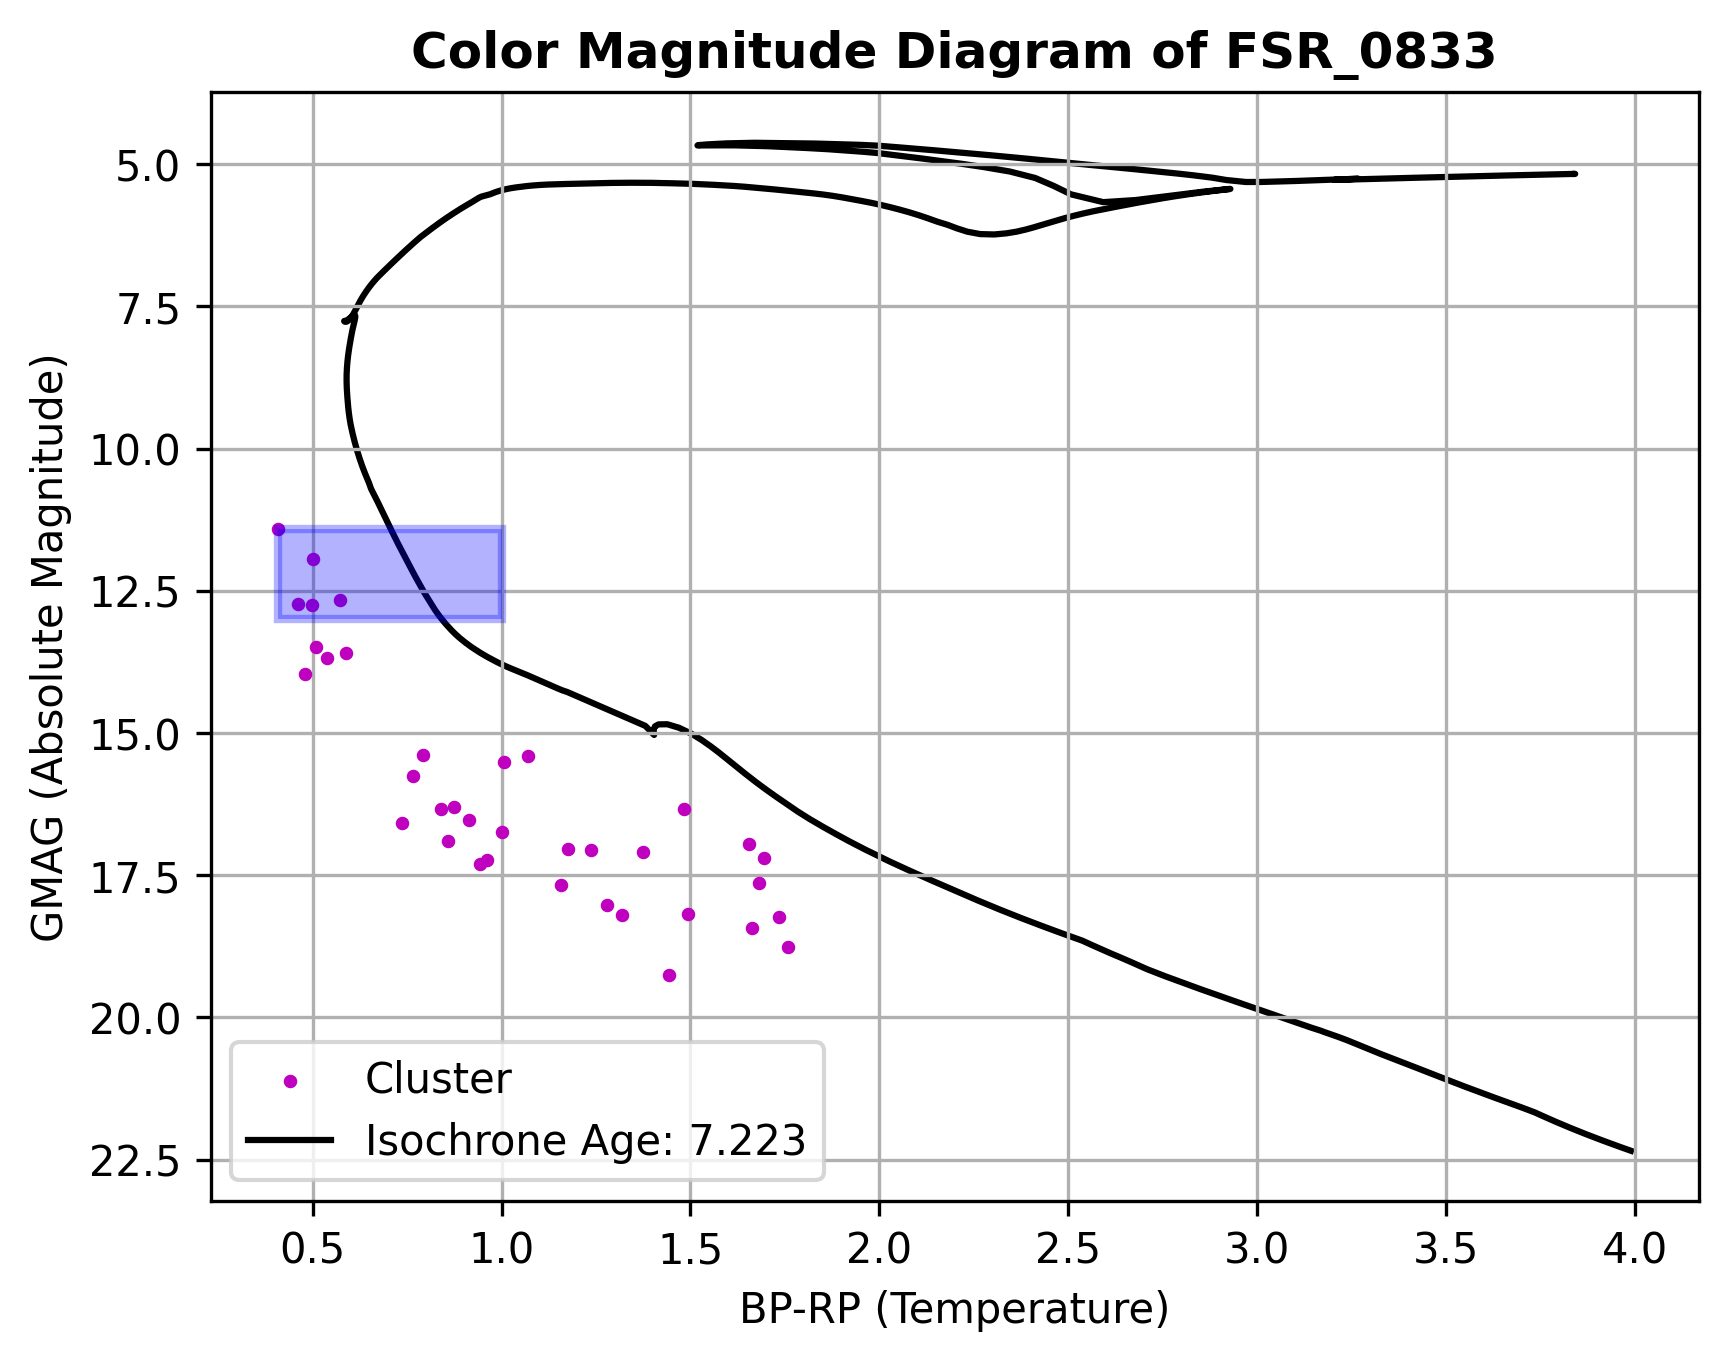 Color Magnitude Diagram of FSR_0833
GMAG (Absolute Magnitude)
5.0
7.5
10.0
12.5
15.0
17.5
20.0
22.5
Cluster
Isochrone Age: 7.223
0.5 1.0 1.5 2.0 2.5 3.0 3.5 4.0
BP-RP (Temperature)